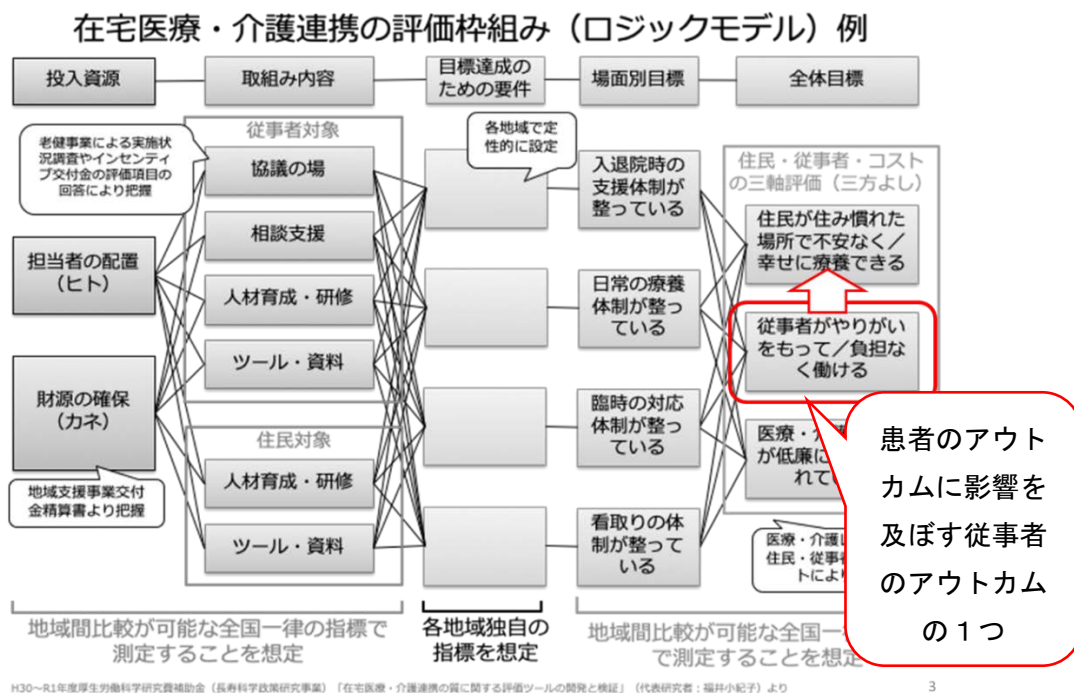 在宅医療・介護連携の評価枠組み（ロジックモデル）例
投入資源
取組み内容
目標達成の
ための要件
場面別目標
全体目標
老健事業による実施状
況調査やインセンティ
ブ交付金の評価項目の
回答により把握
担当者の配置
（ヒト）
財源の確保
（カネ）
地域支援事業交付
金精算書より把握
従事者対象
協議の場
相談支援
人材育成・研修
ツール・資料
住民対象
人材育成・研修
ツール・資料
各地域で定
性的に設定
入退院時の
支援体制が
整っている
日常の療養
体制が整っ
ている
臨時の対応
体制が整っ
ている
看取りの体
制が整って
いる
住民・従事者・コスト
の三軸評価（三方よし）
住民が住み慣れた
場所で不安なく／
幸せに療養できる
従事者がやりがい
をもって／負担な
く働ける
医療・介
が低廉に
れて
医療・介護
住民・従事
トによ
患者のアウト
カムに影響を
及ぼす従事者
のアウトカム
の１つ
地域間比較が可能な全国一律の指標で
測定することを想定
各地域独自の
指標を想定
地域間比較が可能な全国一
で測定することを想定
H30～R1年度厚生労働科学研究費補助金（長寿科学政策研究事業）「在宅医療・介護連携の質に関する評価ツールの開発と検証」（代表研究者：福井小紀子）より
3